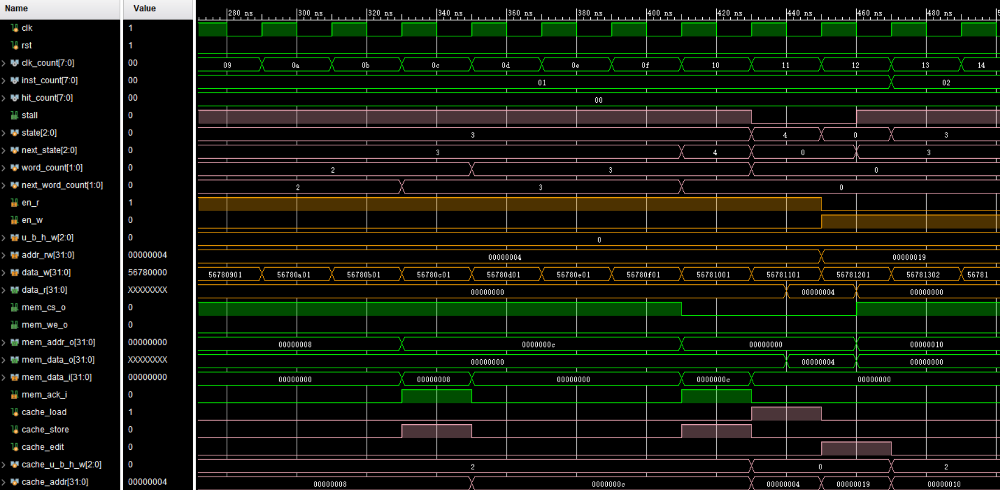 Name Value 280 ns 300 ns 320 ns 340 ns 360 ns 380 ns 400 ns 420 ns 440 ns 460 ns 480 ns
clk 1
rst 1
clk_count[7:0] 00 09 0a 0b 0c 0d 0e 0f 10 11 12 13 14
inst_count[7:0] 00 01 02
hit_count[7:0] 00 00
stall 0
state[2:0] 0 3 4 0 3
next_state[2:0] 0 3 4 0 3
word_count[1:0] 0 2 3 0
next_word_count[1:0] 0 2 3 0
en_r 1
en_w 0
u_b_h_w[2:0] 0 0
addr_rw[31:0] 00000004 00000004 00000019
data_w[31:0] 56780000 56780901 56780a01 56780b01 56780c01 56780d01 56780e01 56780f01 56781001 56781101 56781201 56781302 56781
data_r[31:0] XXXXXXXX 00000000 00000004 00000000
mem_cs_o 0
mem_we_o 0
mem_addr_o[31:0] 00000000 00000008 0000000c 00000000 00000010
mem_data_o[31:0] XXXXXXXX 00000000 00000004 00000000
mem_data_i[31:0] 00000000 00000000 00000008 00000000 0000000c 00000000
mem_ack_i 0
cache_load 1
cache_store 0
cache_edit 0
cache_u_b_h_w[2:0] 0 2 0 2
cache_addr[31:0] 00000004 00000008 0000000c 00000004 00000019 00000010